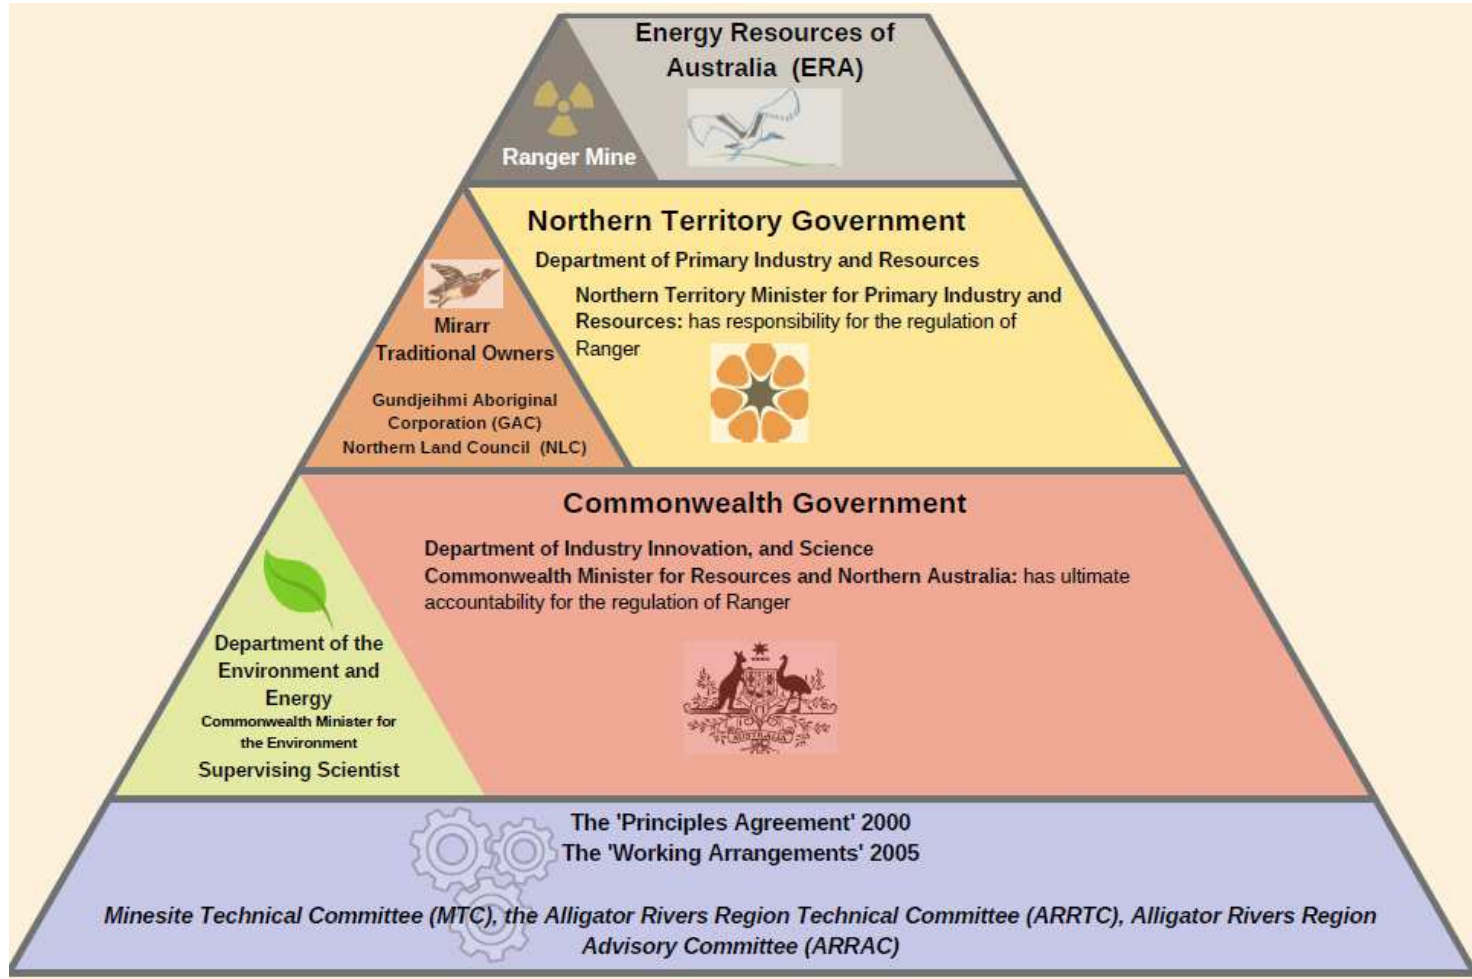 Energy Resources of
Australia (ERA)
Ranger Mine
Northern Territory Government
Department of Primary Industry and Resources
Northern Territory Minister for Primary Industry and
Resources: has responsibility for the regulation of
Ranger
Mirarr
Traditional Owners
Gundjeihmi Aboriginal
Corporation (GAC)
Northern Land Council (NLC)
Commonwealth Government
Department of Industry Innovation, and Science
Commonwealth Minister for Resources and Northern Australia: has ultimate
accountability for the regulation of Ranger
AUSTRALIA
Department of the
Environment and
Energy
Commonwealth Minister for
the Environment
Supervising Scientist
The 'Principles Agreement' 2000
The 'Working Arrangements' 2005
Minesite Technical Committee (MTC), the Alligator Rivers Region Technical Committee (ARRTC), Alligator Rivers Region
Advisory Committee (ARRAC)